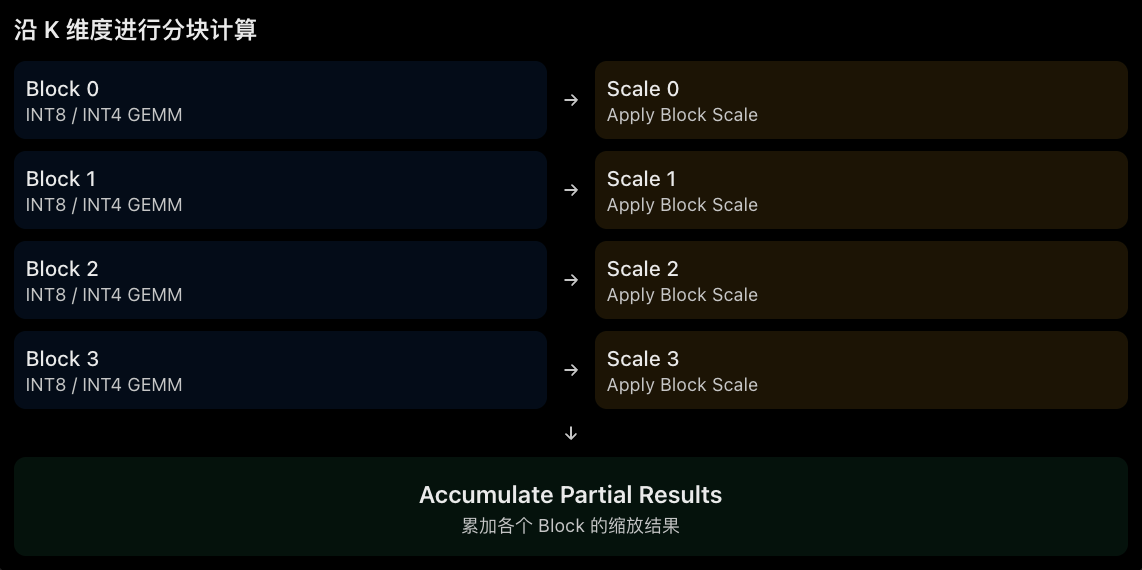 沿 K 维度进行分块计算
Block 0
INT8 / INT4 GEMM
→
Scale 0
Apply Block Scale
Block 1
INT8 / INT4 GEMM
→
Scale 1
Apply Block Scale
Block 2
INT8 / INT4 GEMM
→
Scale 2
Apply Block Scale
Block 3
INT8 / INT4 GEMM
→
Scale 3
Apply Block Scale
↓
Accumulate Partial Results
累加各个 Block 的缩放结果